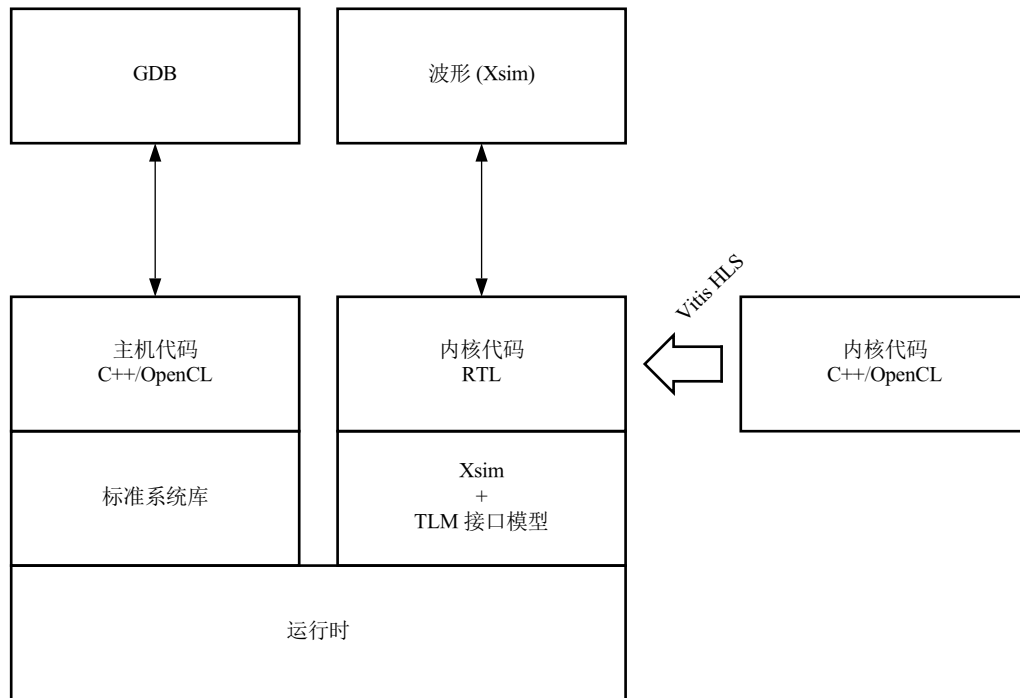 GDB
波形 (Xsim)
Vitis HLS
主机代码
C++/OpenCL
内核代码
RTL
内核代码
C++/OpenCL
标准系统库
Xsim
+
TLM 接口模型
运行时